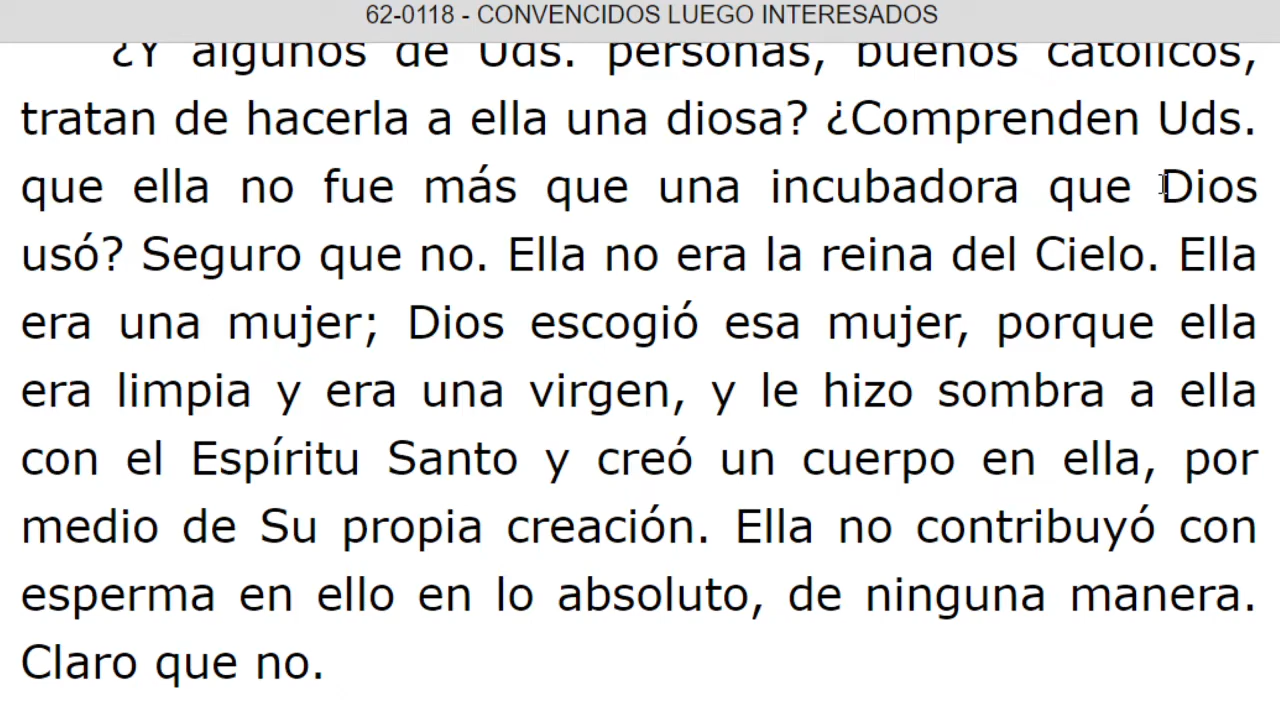 62-0118 - CONVENCIDOS LUEGO INTERESADOS
¿Y algunos de Uds. personas, buenos católicos,
tratan de hacerla a ella una diosa? ¿Comprenden Uds.
que ella no fue más que una incubadora que Dios
usó? Seguro que no. Ella no era la reina del Cielo. Ella
era una mujer; Dios escogió esa mujer, porque ella
era limpia y era una virgen, y le hizo sombra a ella
con el Espíritu Santo y creó un cuerpo en ella, por
medio de Su propia creación. Ella no contribuyó con
esperma en ello en lo absoluto, de ninguna manera.
Claro que no.